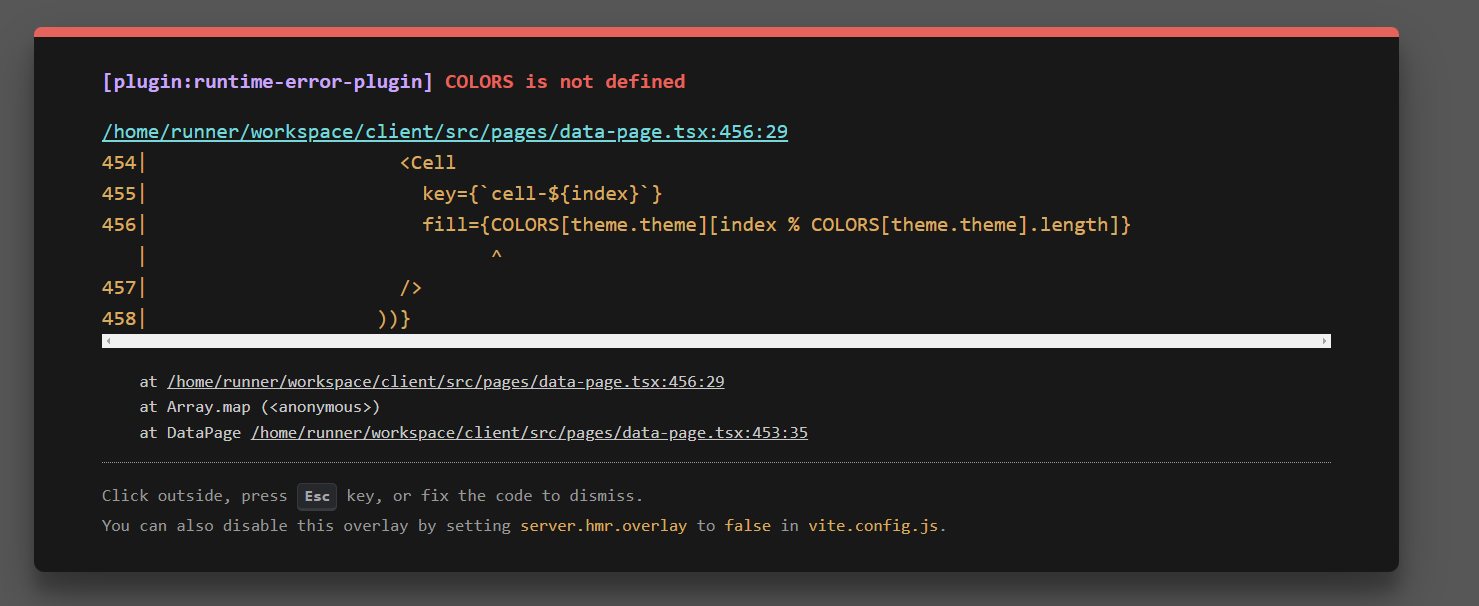 [plugin:runtime-error-plugin] COLORS is not defined
/home/runner/workspace/client/src/pages/data-page.tsx:456:29
454|                      <Cell
455|                        key={`cell-${index}`}
456|                        fill={COLORS[theme.theme][index % COLORS[theme.theme].length]}
   |                              ^
457|                      />
458|                    ))}
at /home/runner/workspace/client/src/pages/data-page.tsx:456:29
at Array.map (<anonymous>)
at DataPage /home/runner/workspace/client/src/pages/data-page.tsx:453:35
Click outside, press Esc key, or fix the code to dismiss.
You can also disable this overlay by setting server.hmr.overlay to false in vite.config.js.